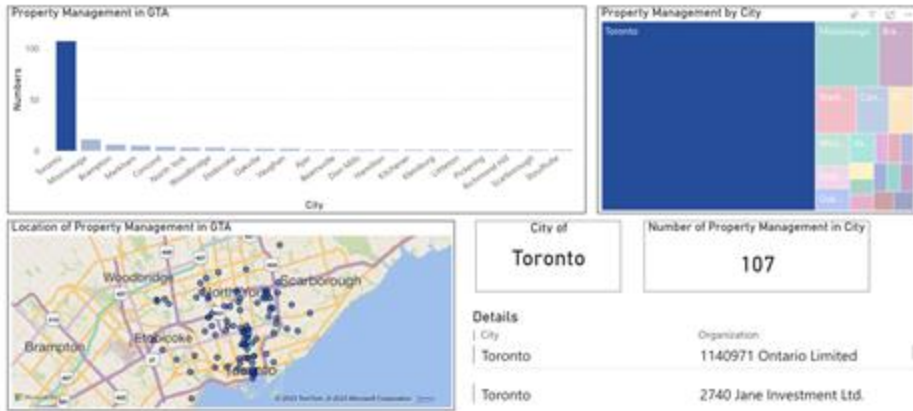 Property Management in GTA
100
50
0
Numbers
Toronto
Mississauga
Brampton
Markham
Concord
North York
Woodbridge
Etobicoke
Oakville
Vaughan
Ajax
Beamsville
Don Mills
Hamilton
Kitchener
Kleinburg
Pickering
Richmond Hill
Scarborough
Stouffville
City
Property Management by City
Toronto
Mississauga
Location of Property Management in GTA
Woodbridge
Scarborough
North York
Etobicoke
Brampton
Toronto
City of
Toronto
Number of Property Management in City
107
Details
City Organization
Toronto 1140971 Ontario Limited
Toronto 2740 Jane Investment Ltd.